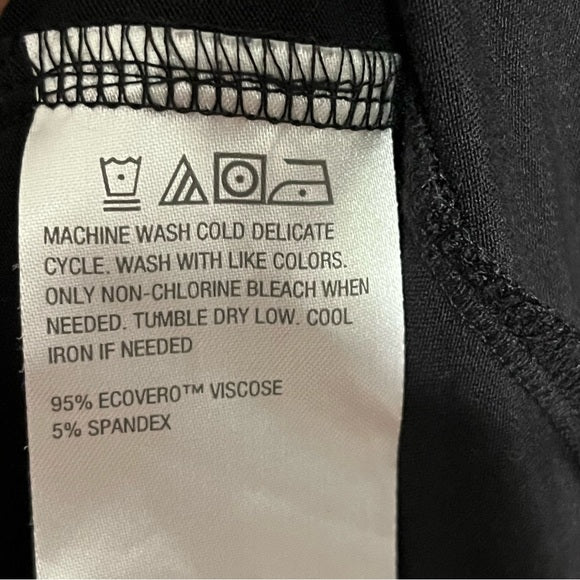 MACHINE WASH COLD DELICATE
CYCLE. WASH WITH LIKE COLORS.
ONLY NON-CHLORINE BLEACH WHEN
NEEDED. TUMBLE DRY LOW. COOL
IRON IF NEEDED
95% ECOVERO™ VISCOSE
5% SPANDEX